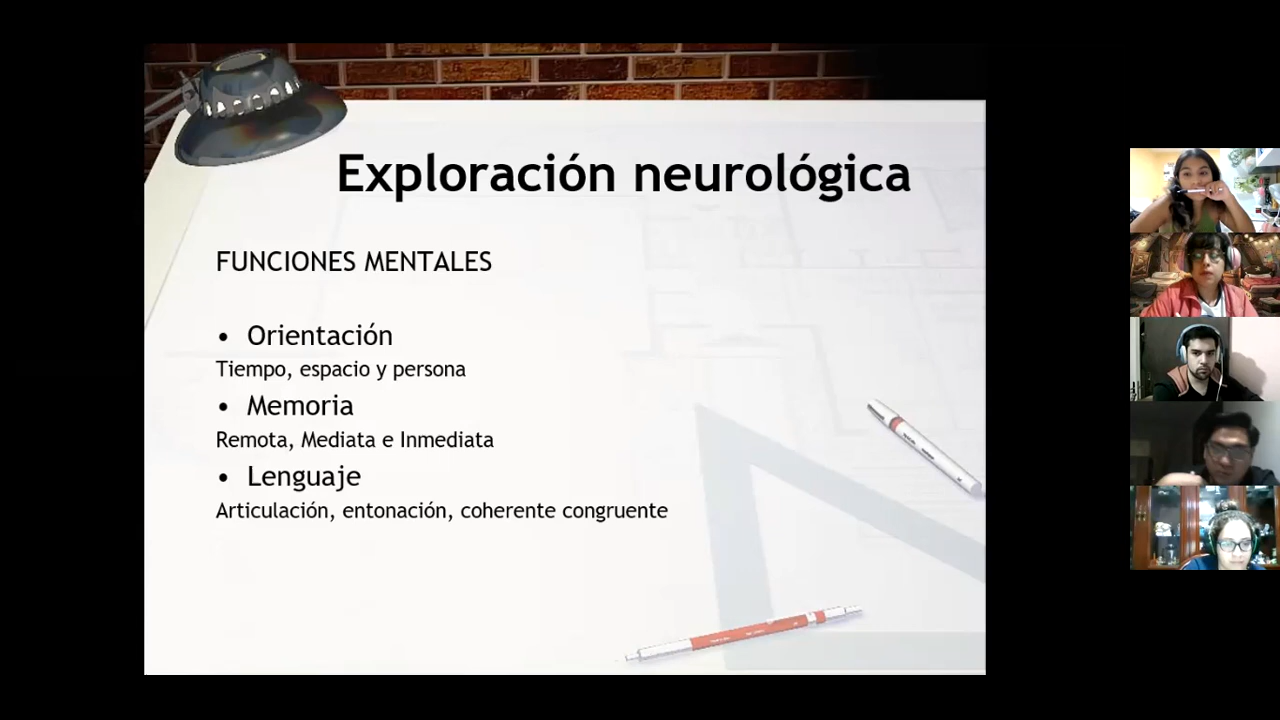 Exploración neurológica
FUNCIONES MENTALES
• Orientación
Tiempo, espacio y persona
• Memoria
Remota, Mediata e Inmediata
• Lenguaje
Articulación, entonación, coherente congruente